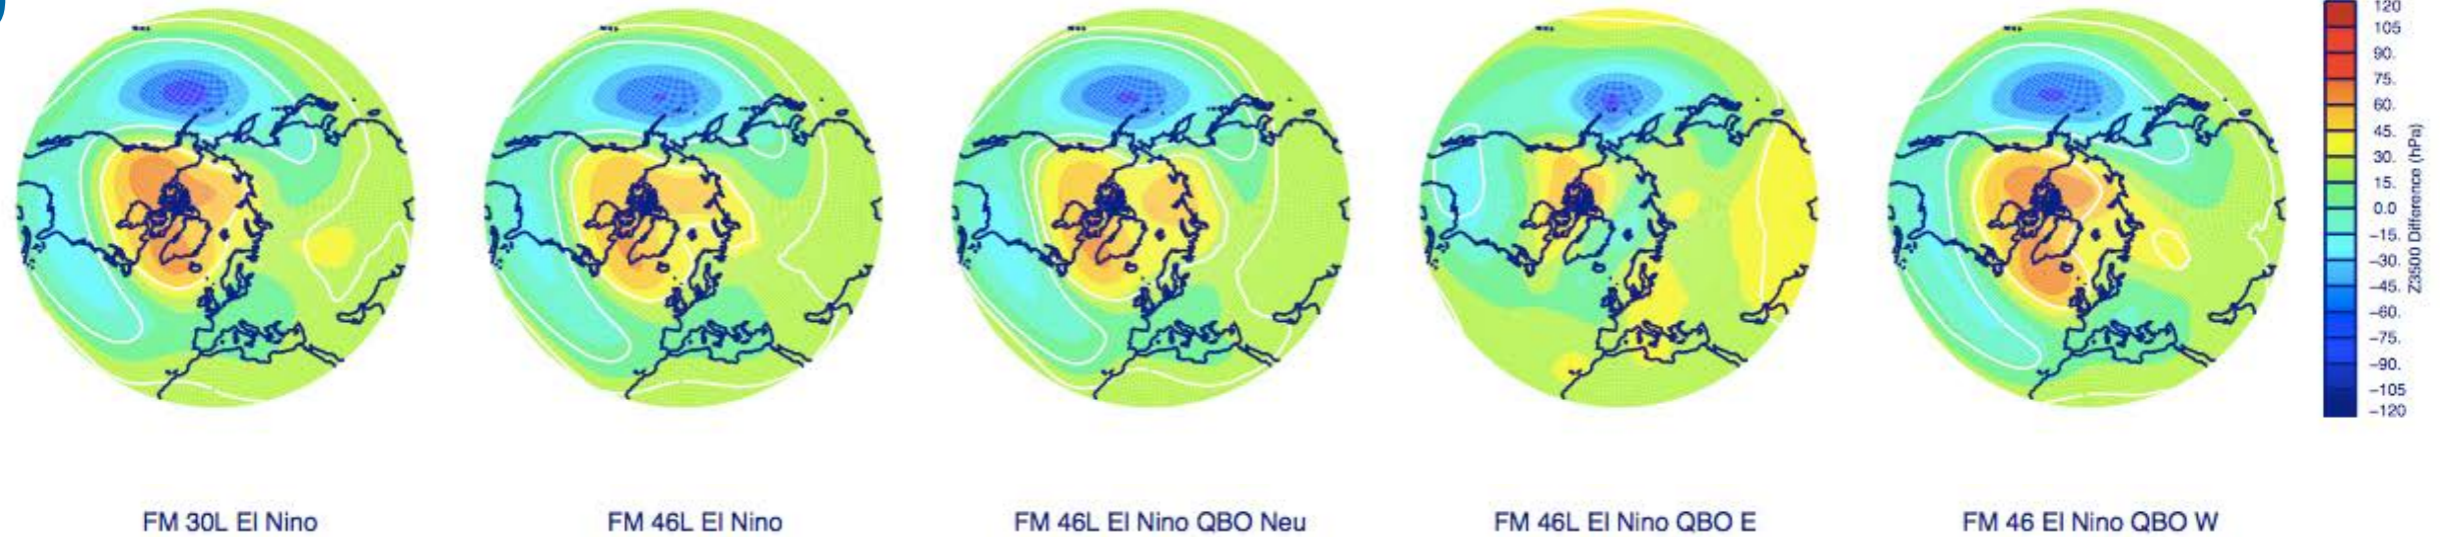 120
105
90.
75.
60.
45.
30.
15.
0.0
−15.
−30.
−45.
−60.
−75.
−90.
−105
−120
Z3500 Difference (hPa)
FM 30L El Nino
FM 46L El Nino
FM 46L El Nino QBO Neu
FM 46L El Nino QBO E
FM 46 El Nino QBO W